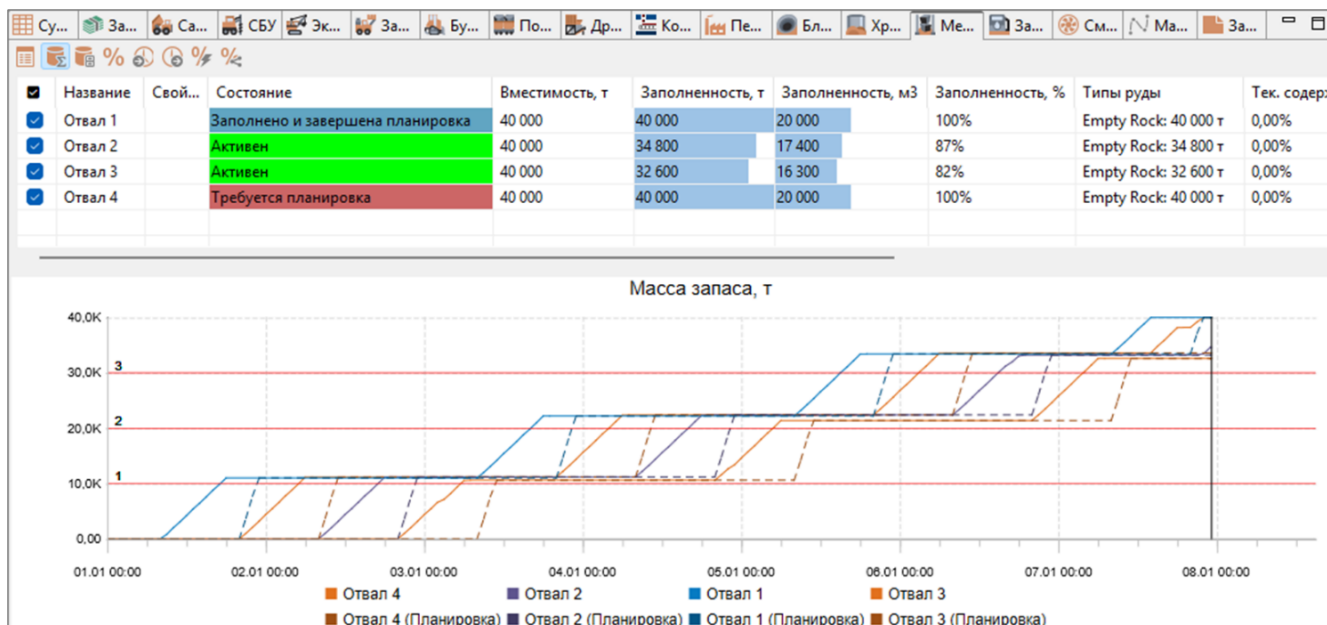 Су... За... Са... СБУ Эк... За... Бу... По... Др... Ко... Пе... Бл... Хр... Ме... За... См... Ма... За...
Название Свой... Состояние Вместимость, т Заполненность, т Заполненность, м3 Заполненность, % Типы руды Тек. содерж
Отвал 1 Заполнено и завершена планировка 40 000 40 000 20 000 100% Empty Rock: 40 000 т 0,00%
Отвал 2 Активен 40 000 34 800 17 400 87% Empty Rock: 34 800 т 0,00%
Отвал 3 Активен 40 000 32 600 16 300 82% Empty Rock: 32 600 т 0,00%
Отвал 4 Требуется планировка 40 000 40 000 20 000 100% Empty Rock: 40 000 т 0,00%
Масса запаса, т
40,0K
3
30,0K
2
20,0K
1
10,0K
0,00
01.01 00:00 02.01 00:00 03.01 00:00 04.01 00:00 05.01 00:00 06.01 00:00 07.01 00:00 08.01 00:00
Отвал 4 Отвал 2 Отвал 1 Отвал 3
Отвал 4 (Планировка) Отвал 2 (Планировка) Отвал 1 (Планировка) Отвал 3 (Планировка)